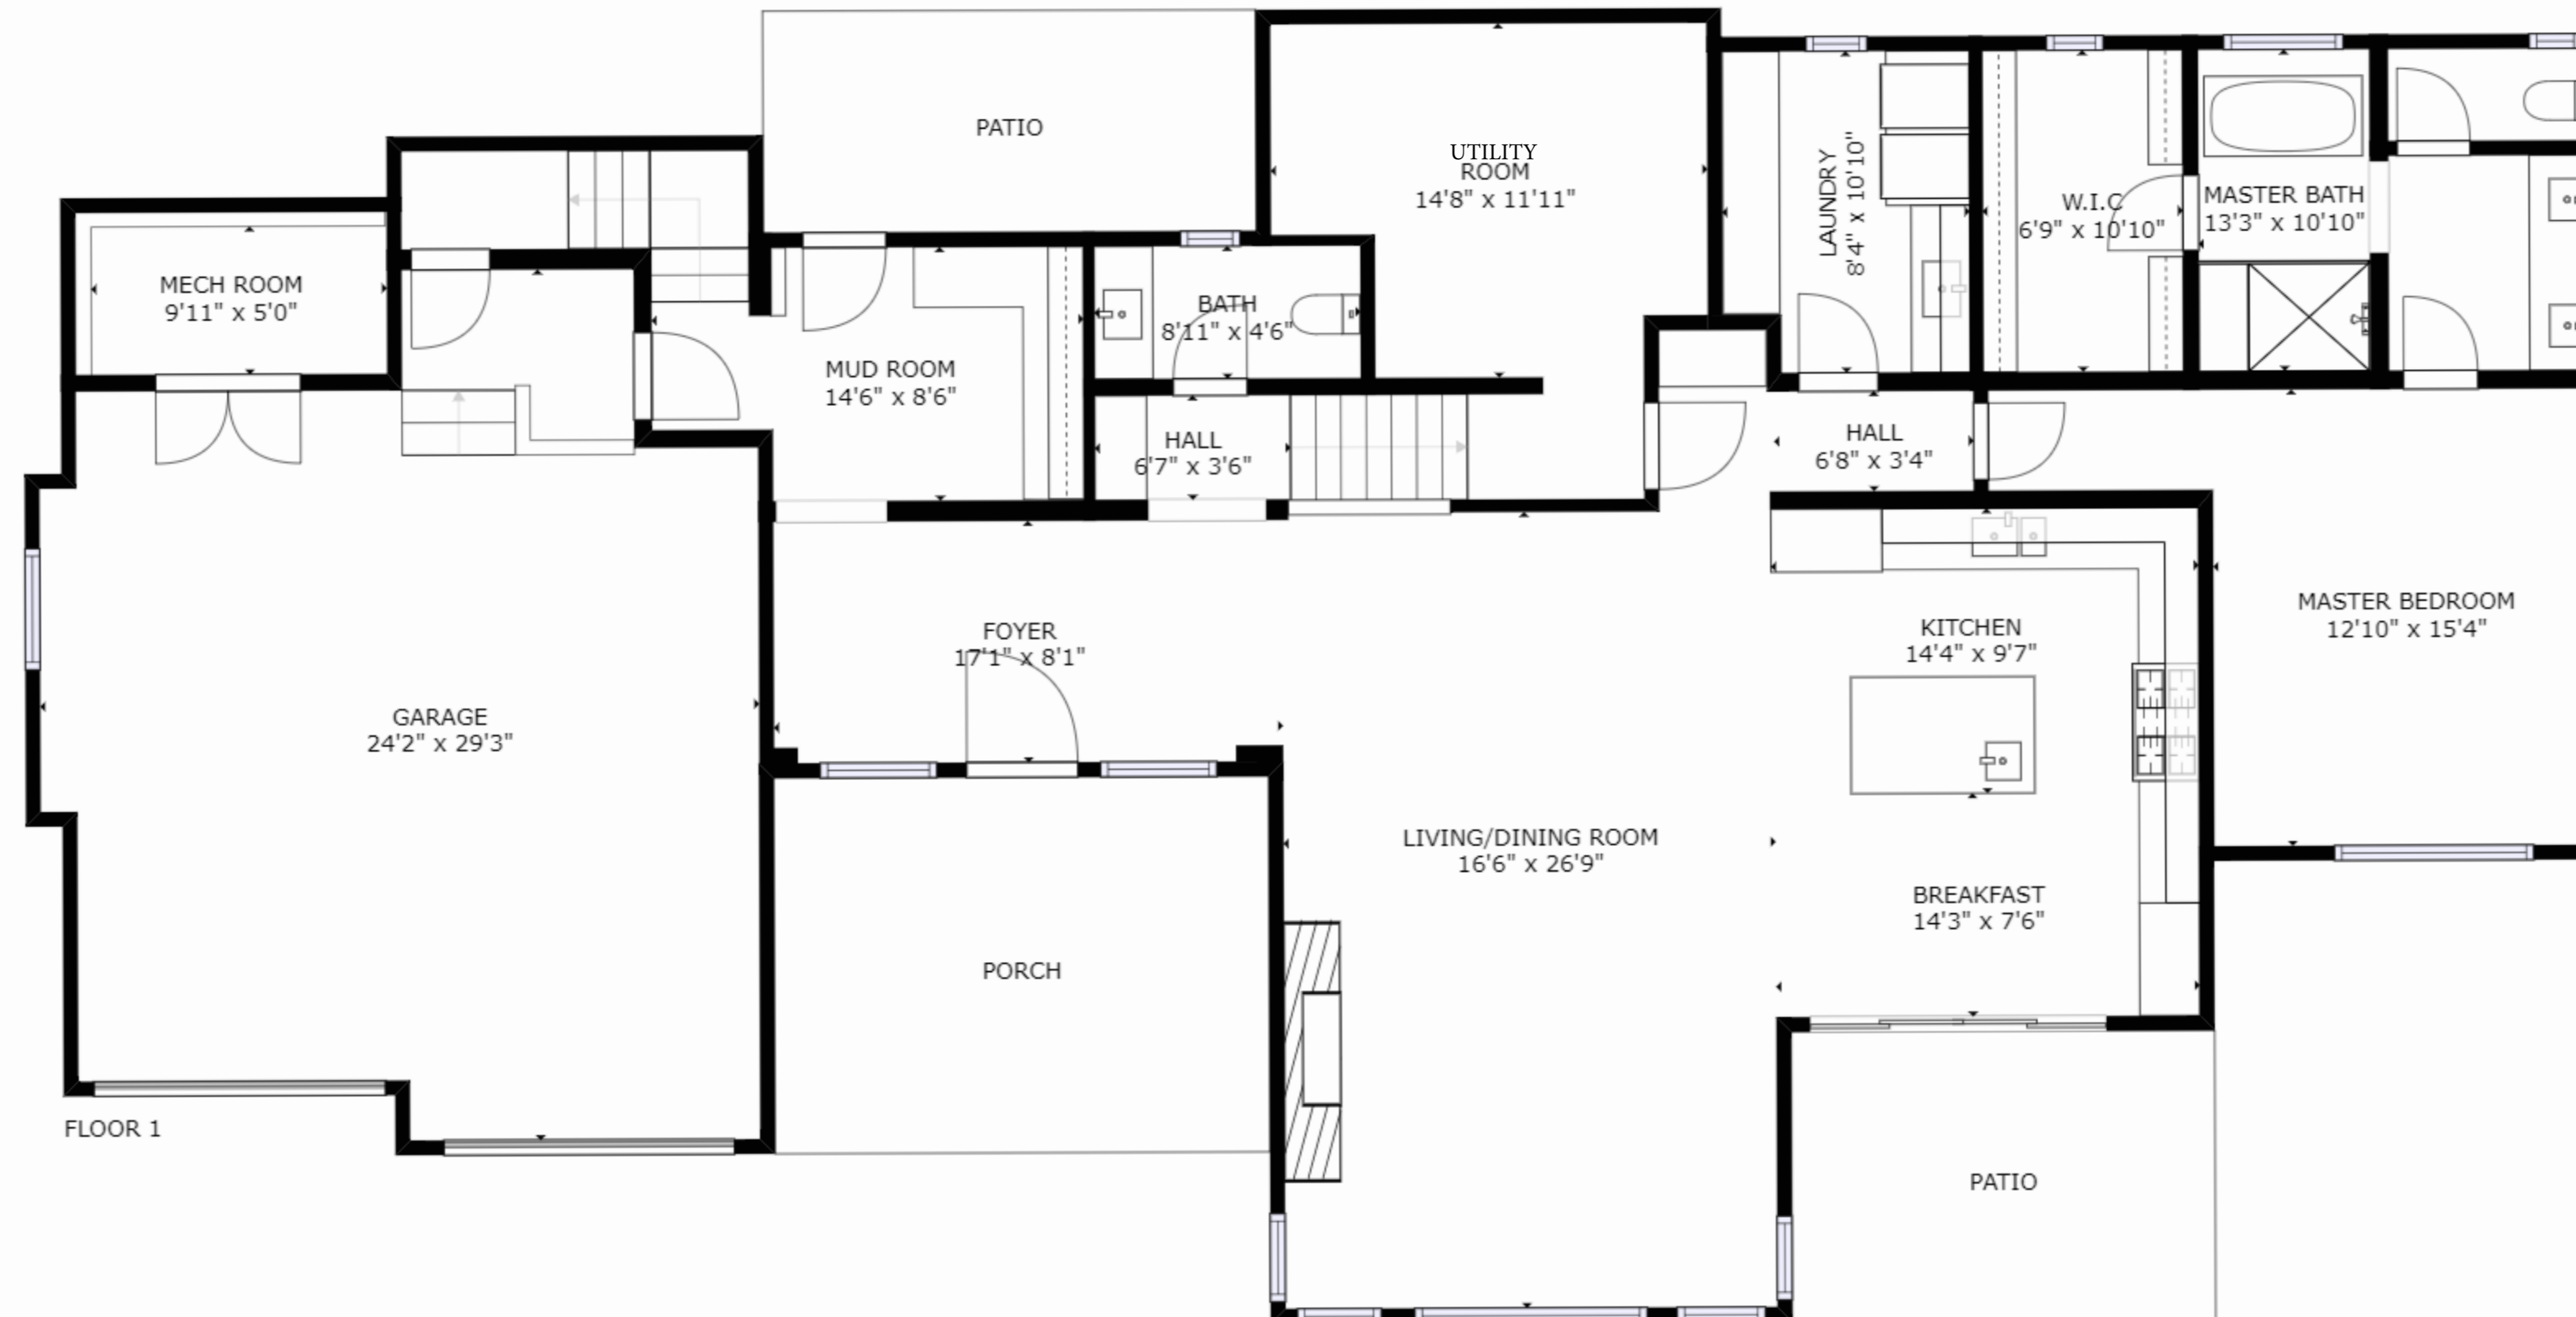 PATIO
UTILITY
ROOM
14'8" x 11'11"
LAUNDRY
8'4" x 10'10"
W.I.C
6'9" x 10'10"
MASTER BATH
13'3" x 10'10"
MECH ROOM
9'11" x 5'0"
MUD ROOM
14'6" x 8'6"
BATH
8'11" x 4'6"
HALL
6'7" x 3'6"
HALL
6'8" x 3'4"
FOYER
17'1" x 8'1"
KITCHEN
14'4" x 9'7"
MASTER BEDROOM
12'10" x 15'4"
GARAGE
24'2" x 29'3"
LIVING/DINING ROOM
16'6" x 26'9"
BREAKFAST
14'3" x 7'6"
PORCH
FLOOR 1
PATIO